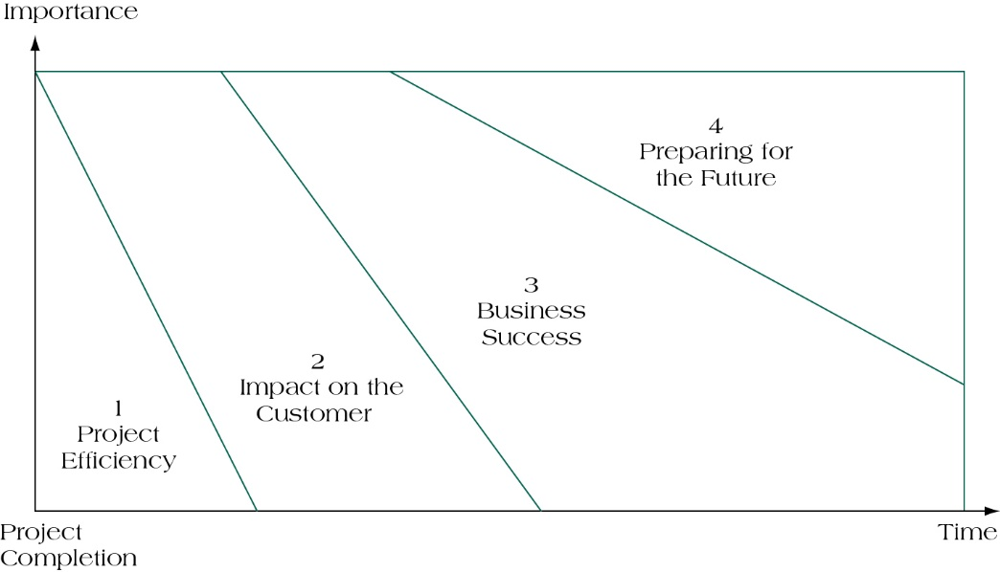 Importance
4
Preparing for
the Future
3
Business
Success
2
Impact on the
Customer
1
Project
Efficiency
Project
Completion
Time